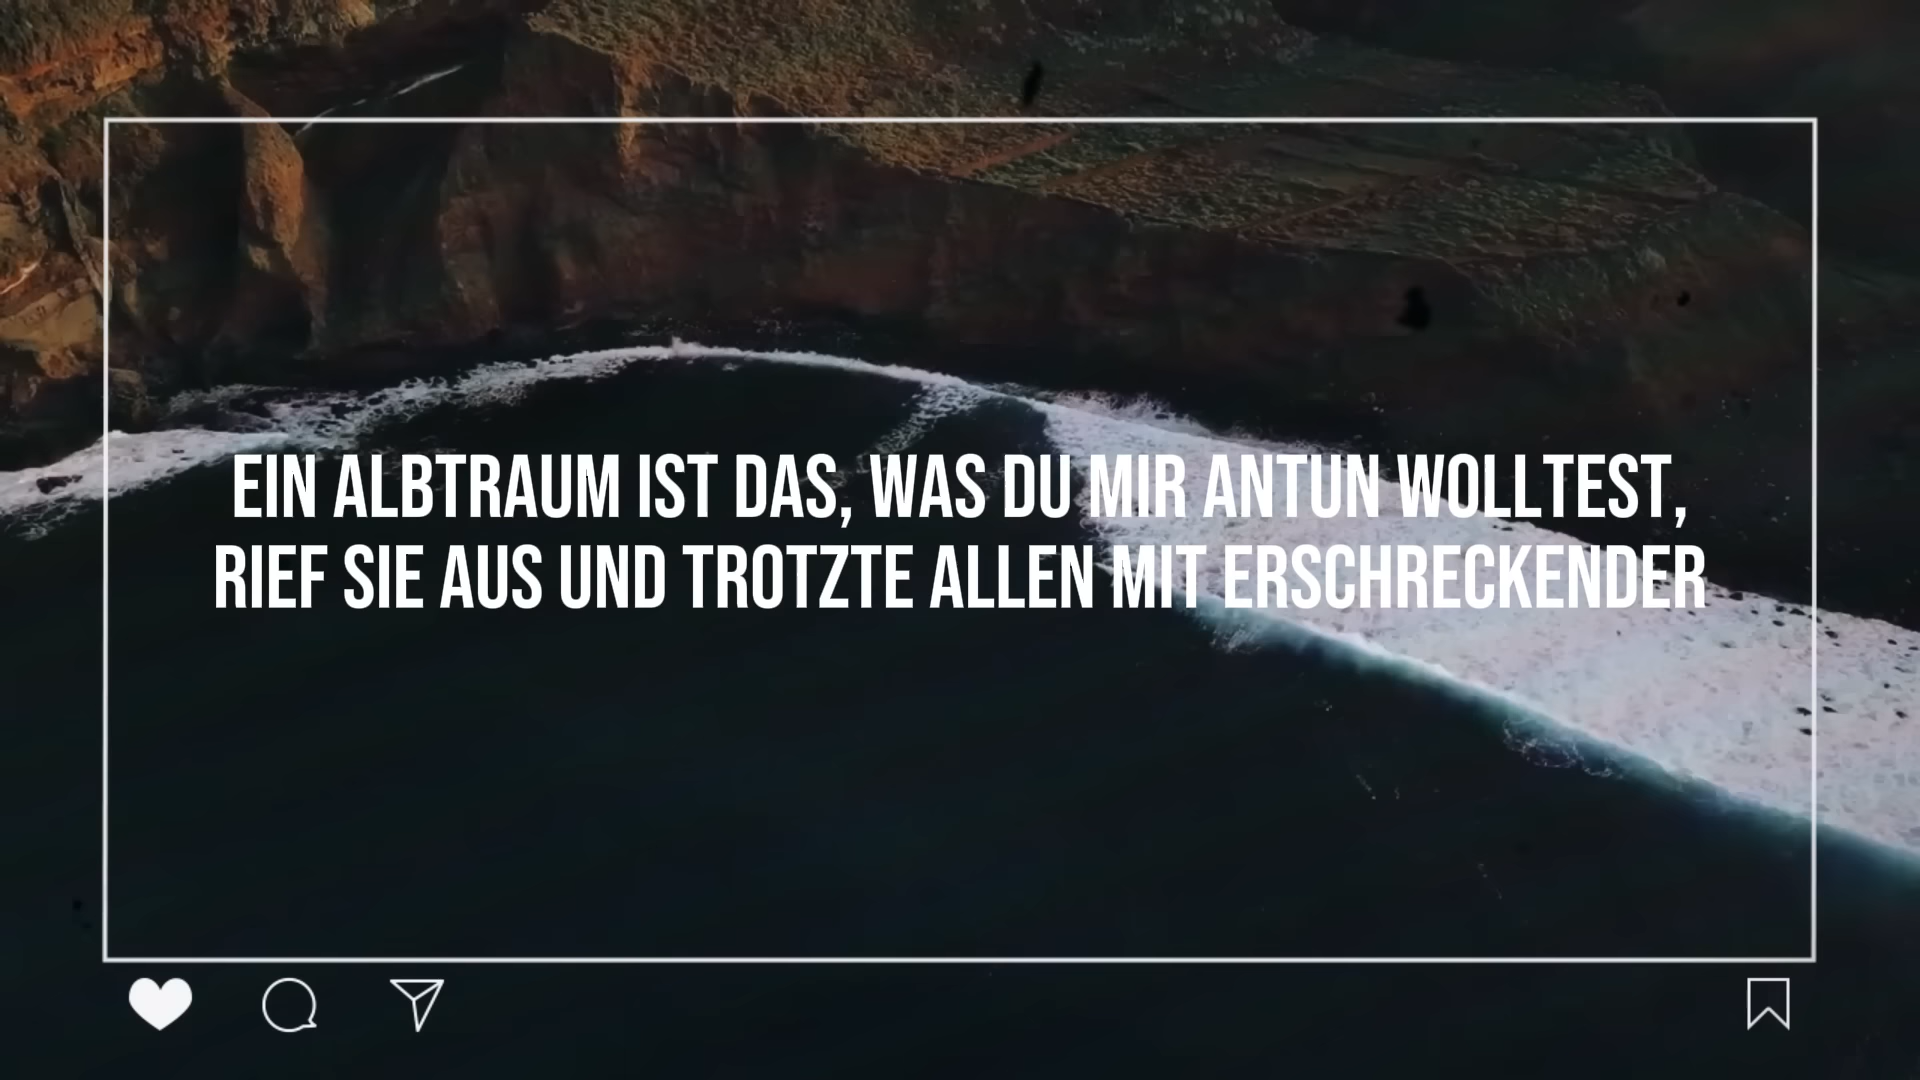 EIN ALBTRAUM IST DAS, WAS DU MIR ANTUN WOLLTEST,
RIEF SIE AUS UND TROTZTE ALLEN MIT ERSCHRECKENDER